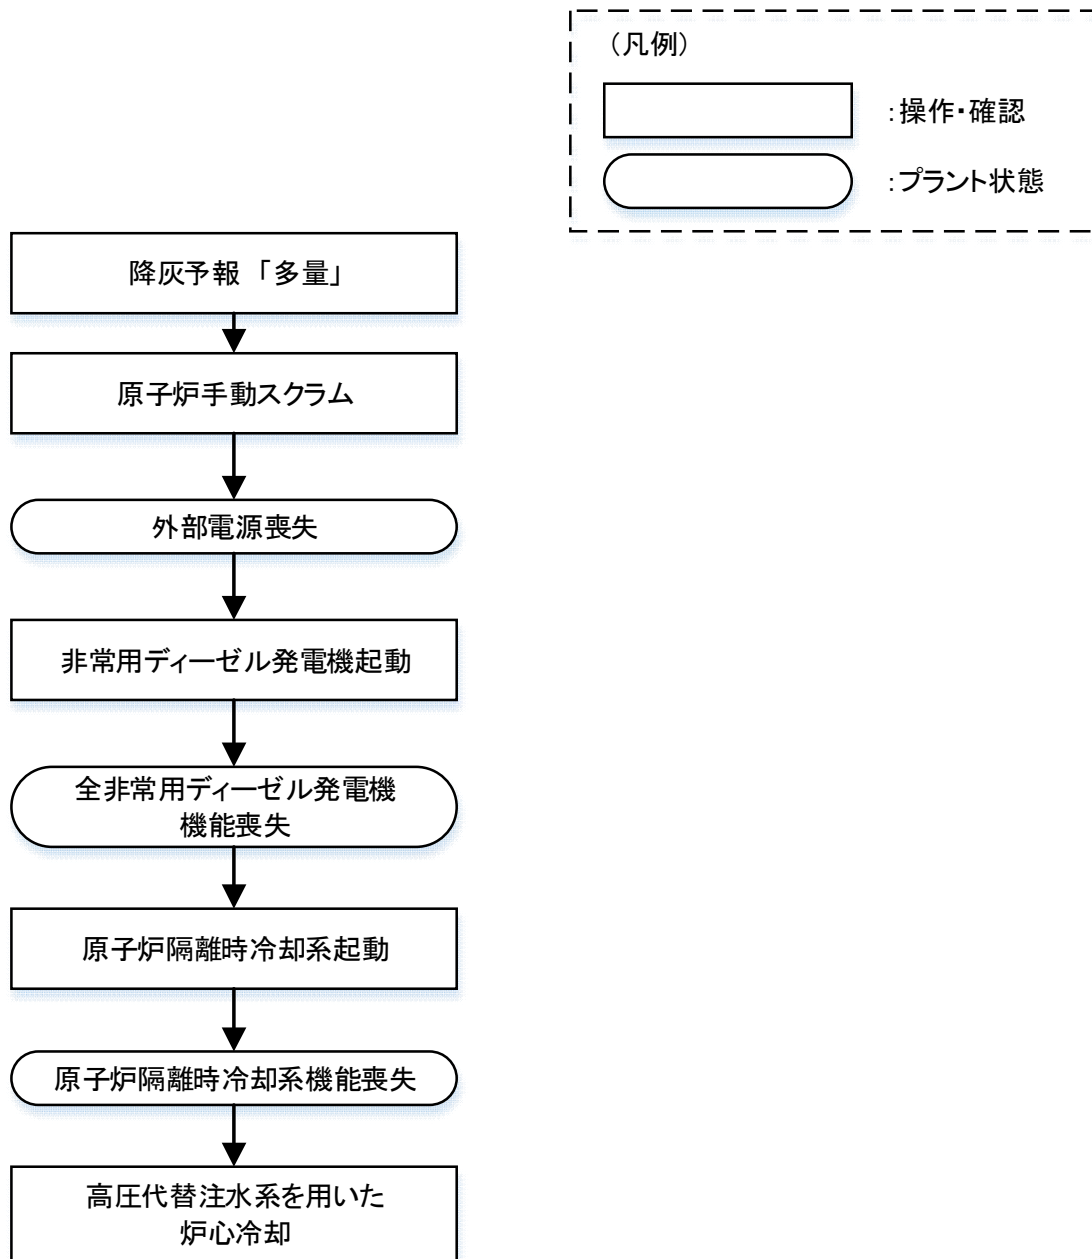 （凡例）
：操作・確認
：プラント状態
降灰予報 「多量」
原子炉手動スクラム
外部電源喪失
非常用ディーゼル発電機起動
全非常用ディーゼル発電機
機能喪失
原子炉隔離時冷却系起動
原子炉隔離時冷却系機能喪失
高圧代替注水系を用いた
炉心冷却